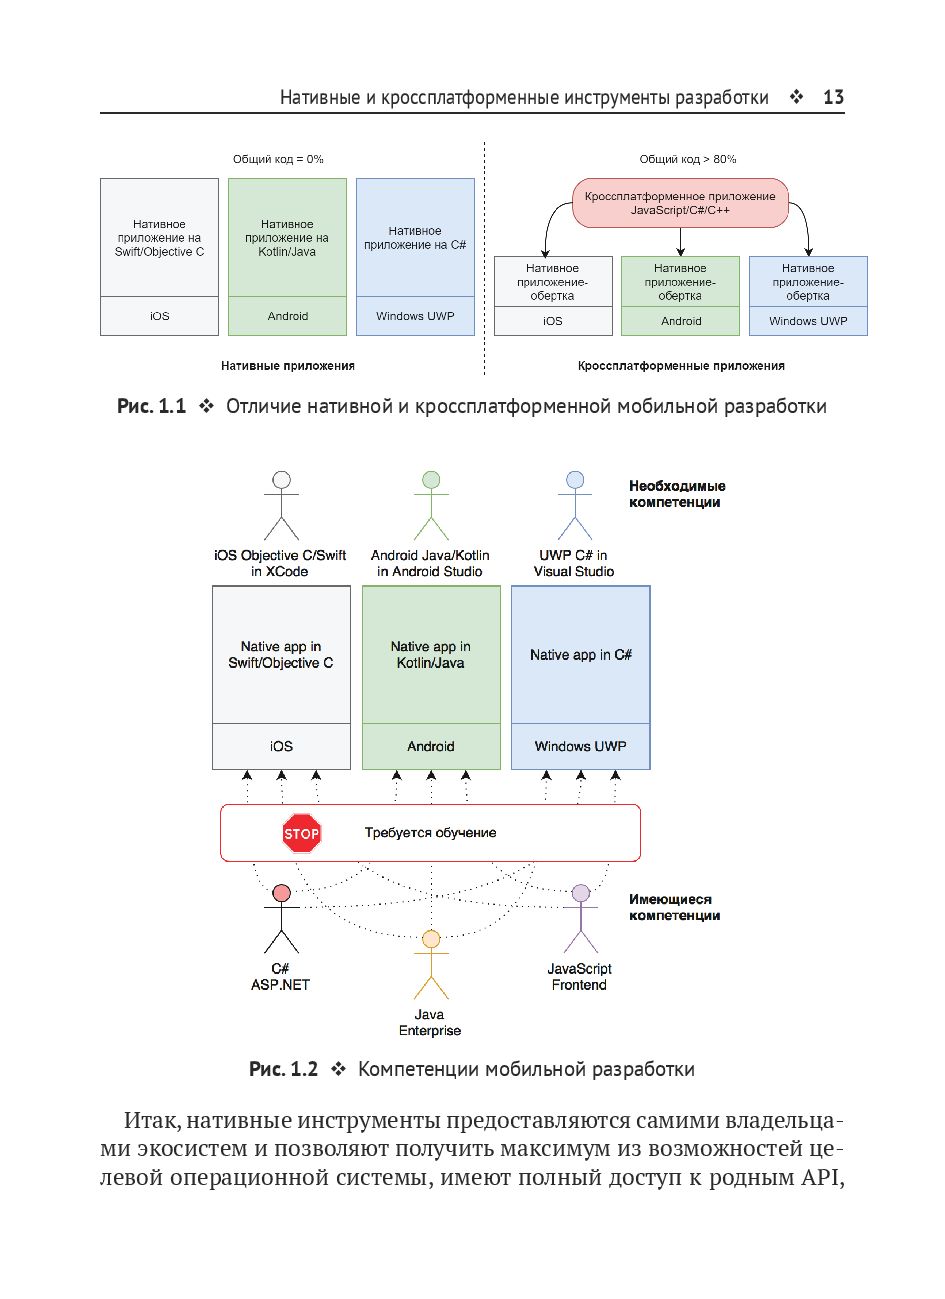 Нативные и кроссплатформенные инструменты разработки ❖ 13
Общий код = 0%
Нативное
приложение на
Swift/Objective C
iOS
Нативное
приложение на
Kotlin/Java
Android
Нативное
приложение на C#
Windows UWP
Нативные приложения
Общий код > 80%
Кроссплатформенное приложение
JavaScript/C#/C++
Нативное
приложение-
обертка
iOS
Нативное
приложение-
обертка
Android
Нативное
приложение-
обертка
Windows UWP
Кроссплатформенные приложения
Рис. 1.1 ❖ Отличие нативной и кроссплатформенной мобильной разработки
Необходимые
компетенции
iOS Objective C/Swift
in XCode
Android Java/Kotlin
in Android Studio
UWP C# in
Visual Studio
Native app in
Swift/Objective C
Native app in
Kotlin/Java
Native app in C#
iOS
Android
Windows UWP
STOP
Требуется обучение
Имеющиеся
компетенции
C#
ASP.NET
Java
Enterprise
JavaScript
Frontend
Рис. 1.2 ❖ Компетенции мобильной разработки
Итак, нативные инструменты предоставляются самими владельца-
ми экосистем и позволяют получить максимум из возможностей це-
левой операционной системы, имеют полный доступ к родным API,